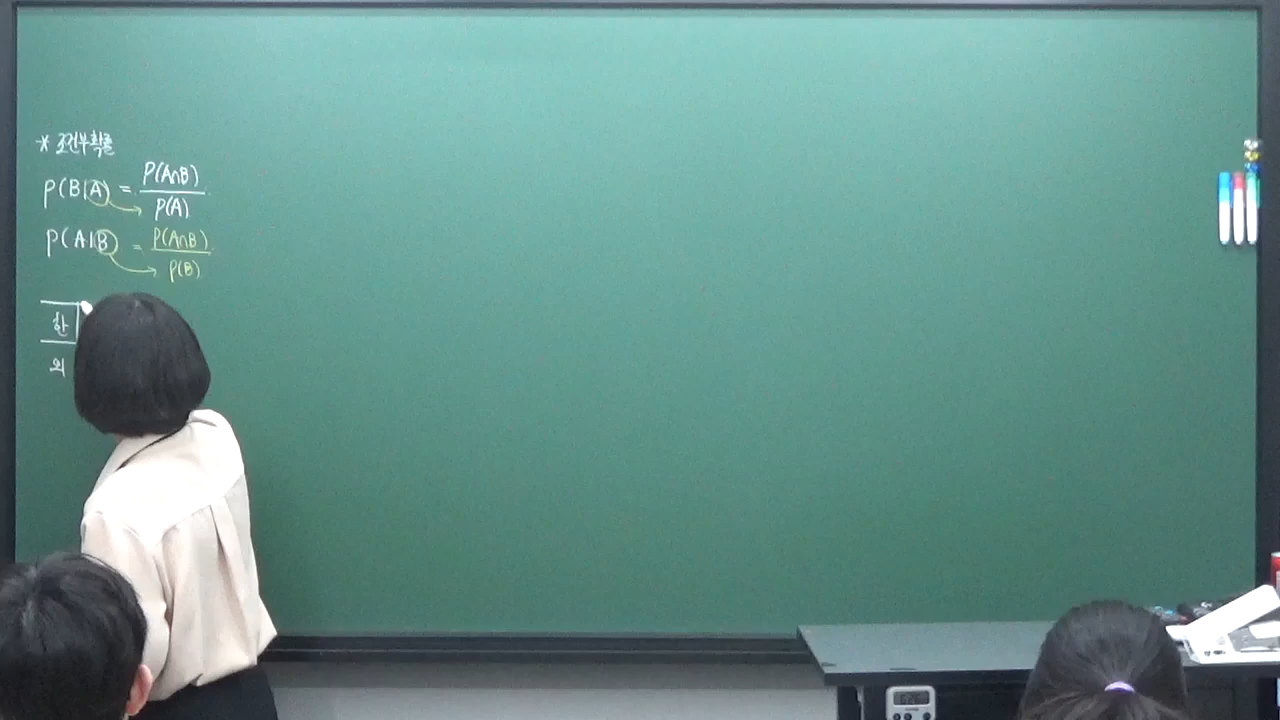 * 조건부확률
P(B|A) = P(A∩B) / P(A)
P(A|B) = P(A∩B) / P(B)
한
외